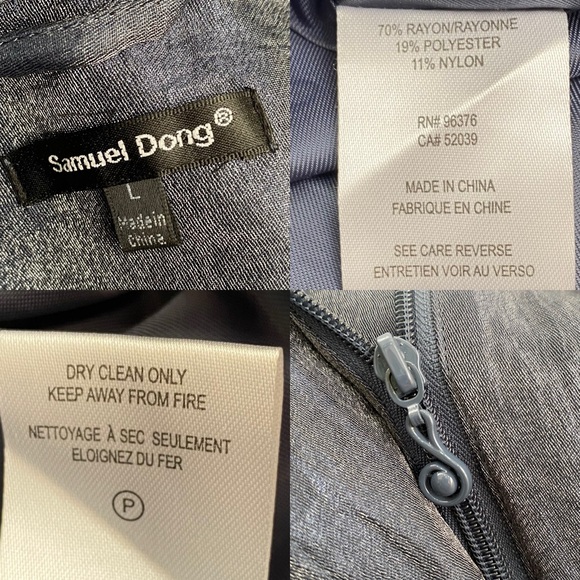 Samuel Dong®
L
Made in
China
70% RAYON/RAYONNE
19% POLYESTER
11% NYLON
RN# 96376
CA# 52039
MADE IN CHINA
FABRIQUE EN CHINE
SEE CARE REVERSE
ENTRETIEN VOIR AU VERSO
DRY CLEAN ONLY
KEEP AWAY FROM FIRE
NETTOYAGE À SEC SEULEMENT
ELOIGNEZ DU FER
P